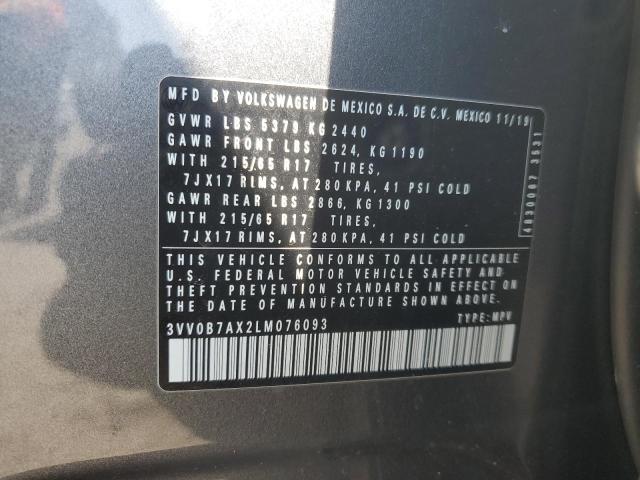 MFD BY VOLKSWAGEN DE MEXICO S.A. DE C.V. MEXICO 11/19
GVWR LBS 5379 KG 2440
GAWR FRONT LBS 2624, KG 1190
WITH 215/65 R17 TIRES,
7JX17 RIMS, AT 280 KPA, 41 PSI COLD
GAWR REAR LBS 2866, KG 1300
WITH 215/65 R17 TIRES,
7JX17 RIMS, AT 280 KPA, 41 PSI COLD
THIS VEHICLE CONFORMS TO ALL APPLICABLE
U.S. FEDERAL MOTOR VEHICLE SAFETY AND
THEFT PREVENTION STANDARDS IN EFFECT ON
THE DATE OF MANUFACTURE SHOWN ABOVE.
3VV0B7AX2LM076093 TYPE: MPV
4830007 3631